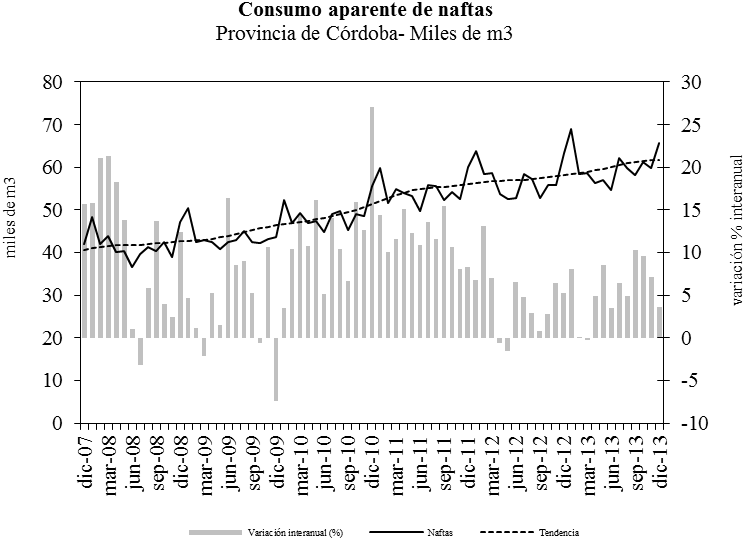 Consumo aparente de naftas
Provincia de Córdoba- Miles de m3
80
70
60
50
40
30
20
10
0
miles de m3
30
25
20
15
10
5
0
-5
-10
variación % interanual
dic-07
mar-08
jun-08
sep-08
dic-08
mar-09
jun-09
sep-09
dic-09
mar-10
jun-10
sep-10
dic-10
mar-11
jun-11
sep-11
dic-11
mar-12
jun-12
sep-12
dic-12
mar-13
jun-13
sep-13
dic-13
Variación interanual (%)
Naftas
Tendencia